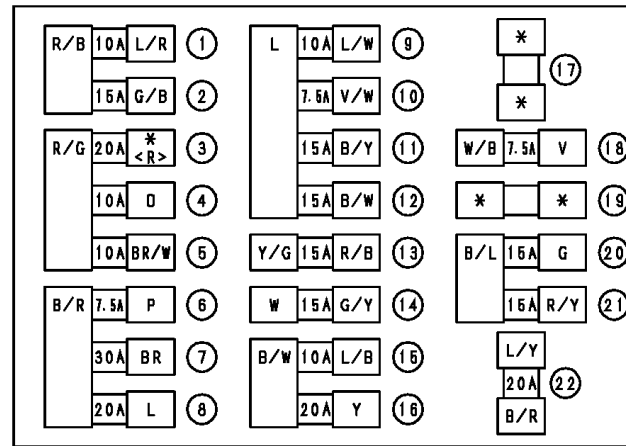 R/B 10A L/R 1
15A G/B 2
R/G 20A * <R> 3
10A O 4
10A BR/W 5
B/R 7.5A P 6
30A BR 7
20A L 8
L 10A L/W 9
7.5A V/W 10
15A B/Y 11
15A B/W 12
Y/G 15A R/B 13
W 15A G/Y 14
B/W 10A L/B 15
20A Y 16
*
17
*
W/B 7.5A V 18
* * 19
B/L 15A G 20
15A R/Y 21
L/Y
20A 22
B/R